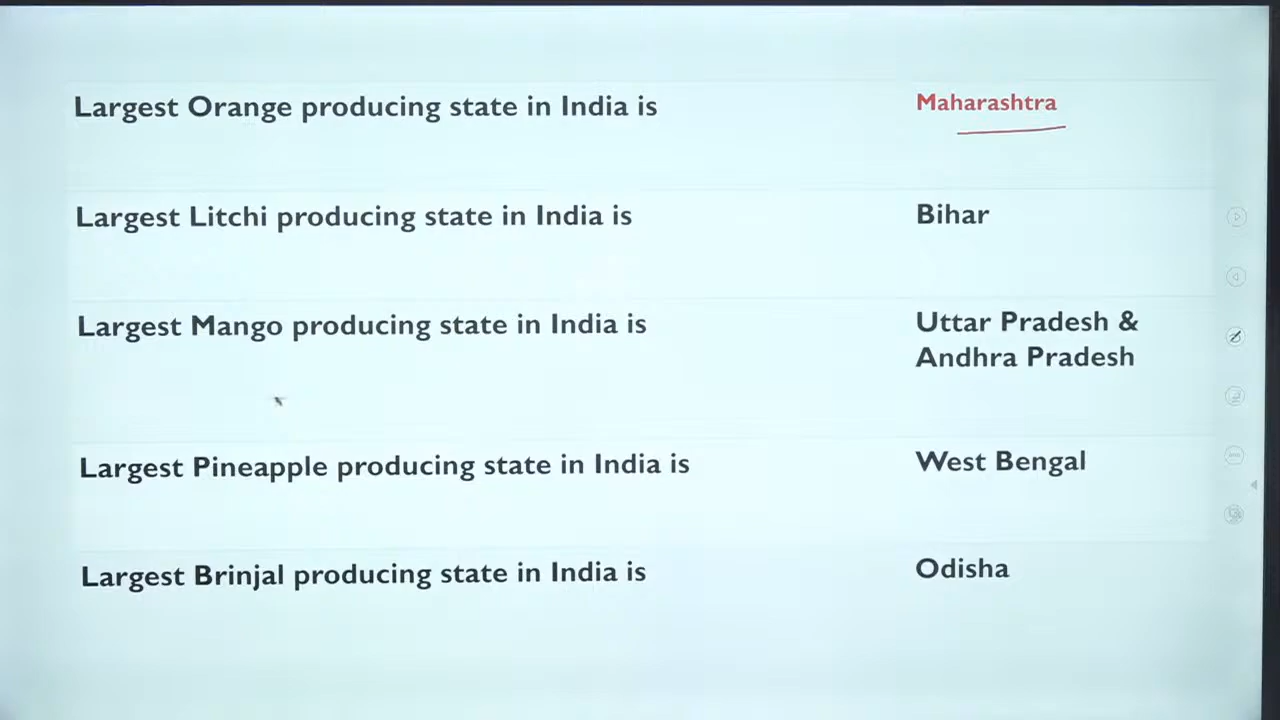 Largest Orange producing state in India is Maharashtra
Largest Litchi producing state in India is Bihar
Largest Mango producing state in India is Uttar Pradesh &
Andhra Pradesh
Largest Pineapple producing state in India is West Bengal
Largest Brinjal producing state in India is Odisha